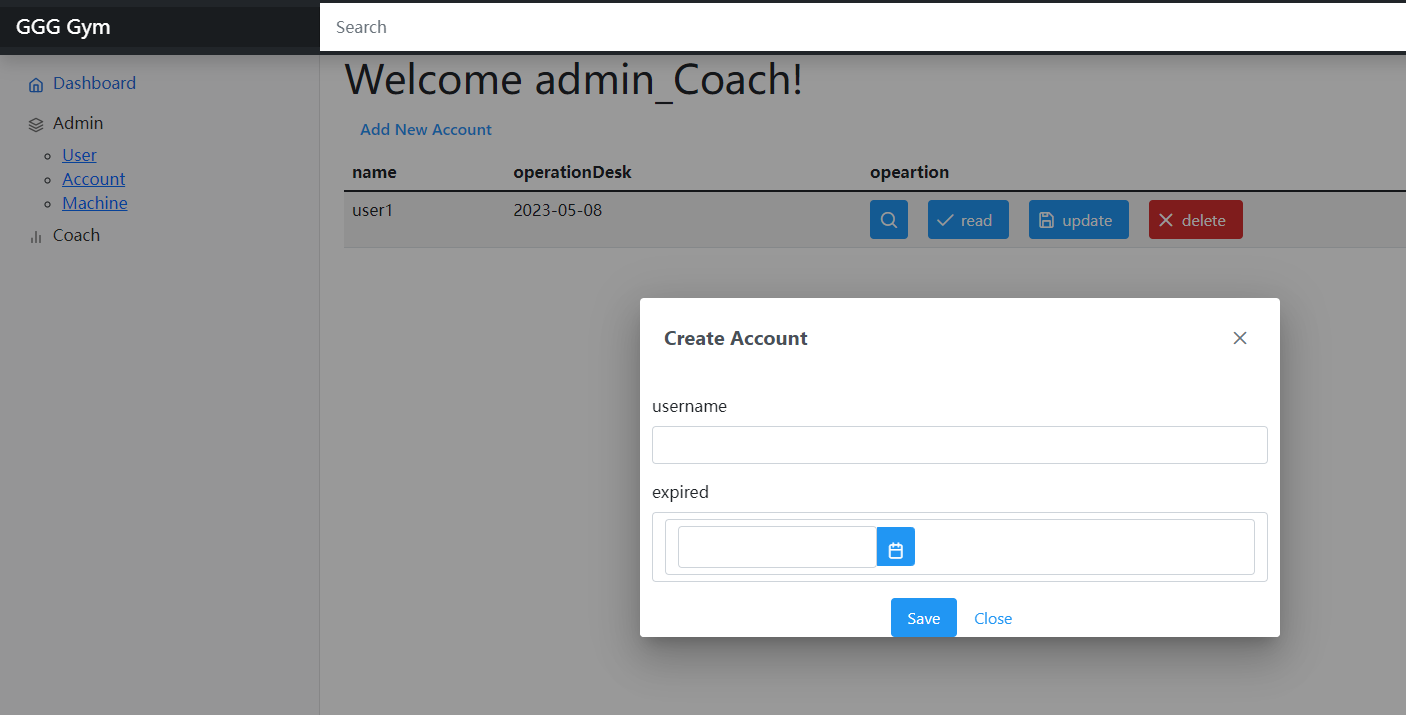 GGG Gym
Search
Dashboard
Admin
User
Account
Machine
Coach
Welcome admin_Coach!
Add New Account
name operationDesk opeartion
user1 2023-05-08 read update delete
Create Account
username
expired
Save Close